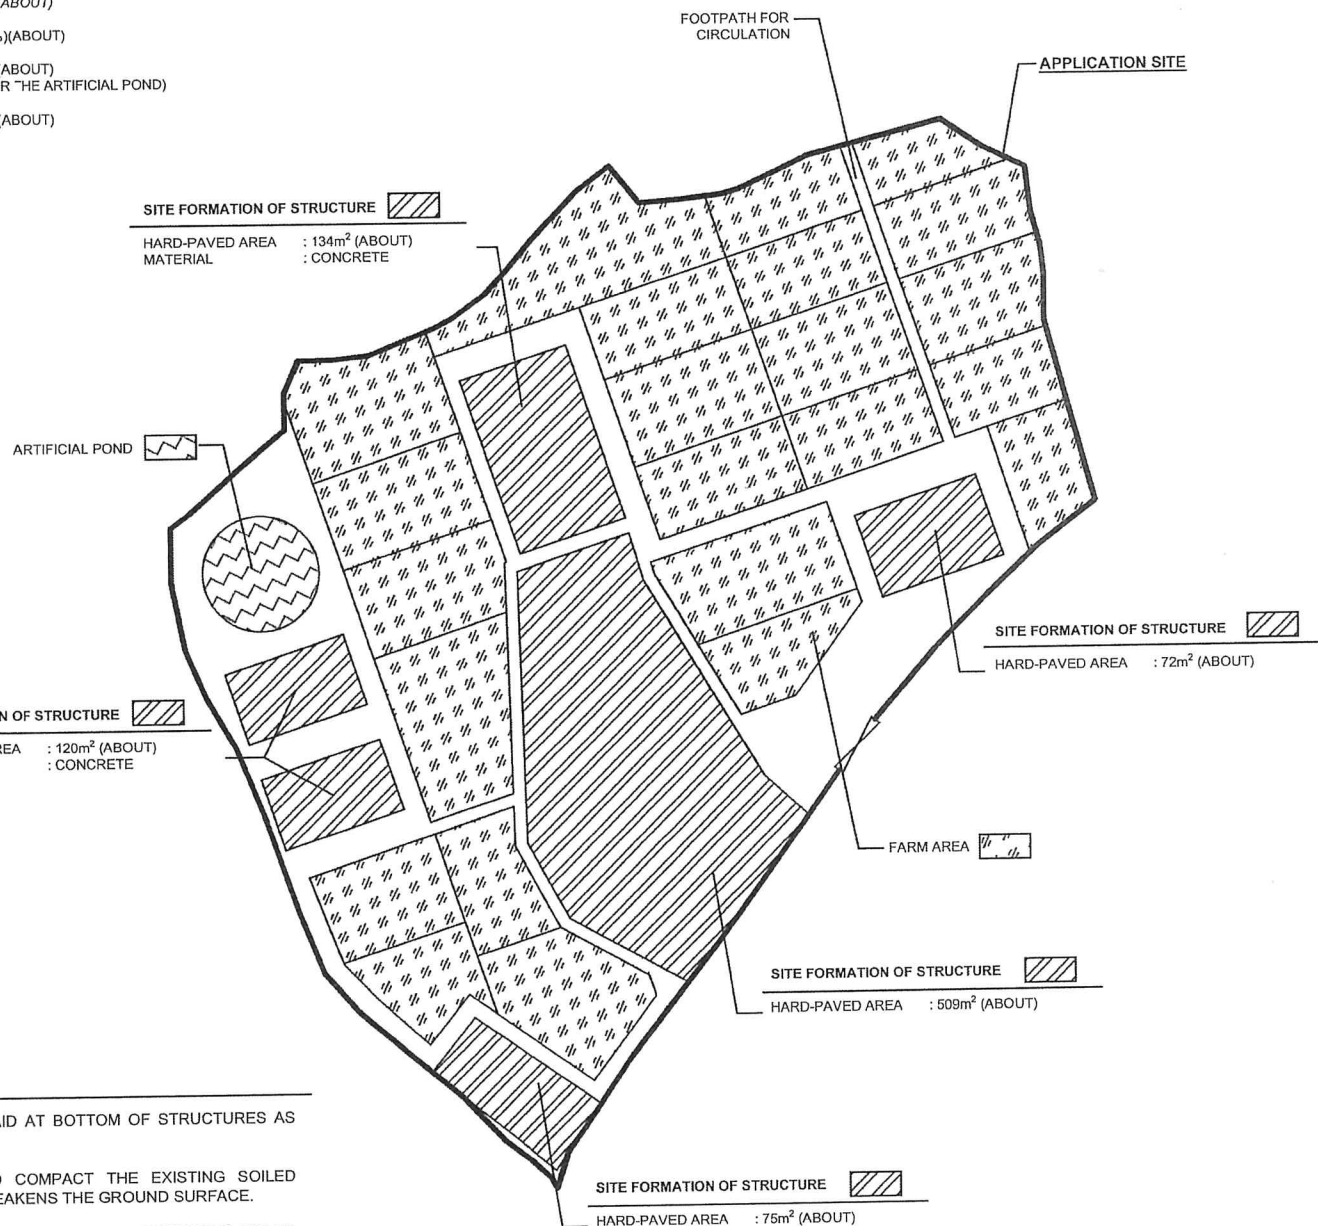 (ABOUT)
)(ABOUT)
(ABOUT)
THE ARTIFICIAL POND)
(ABOUT)
FOOTPATH FOR
CIRCULATION
APPLICATION SITE
SITE FORMATION OF STRUCTURE
HARD-PAVED AREA : 134m² (ABOUT)
MATERIAL : CONCRETE
ARTIFICIAL POND
SITE FORMATION OF STRUCTURE
HARD-PAVED AREA : 72m² (ABOUT)
N OF STRUCTURE
REA : 120m² (ABOUT)
: CONCRETE
FARM AREA
SITE FORMATION OF STRUCTURE
HARD-PAVED AREA : 509m² (ABOUT)
AID AT BOTTOM OF STRUCTURES AS
COMPACT THE EXISTING SOILED
EAKENS THE GROUND SURFACE.
SITE FORMATION OF STRUCTURE
HARD-PAVED AREA : 75m² (ABOUT)